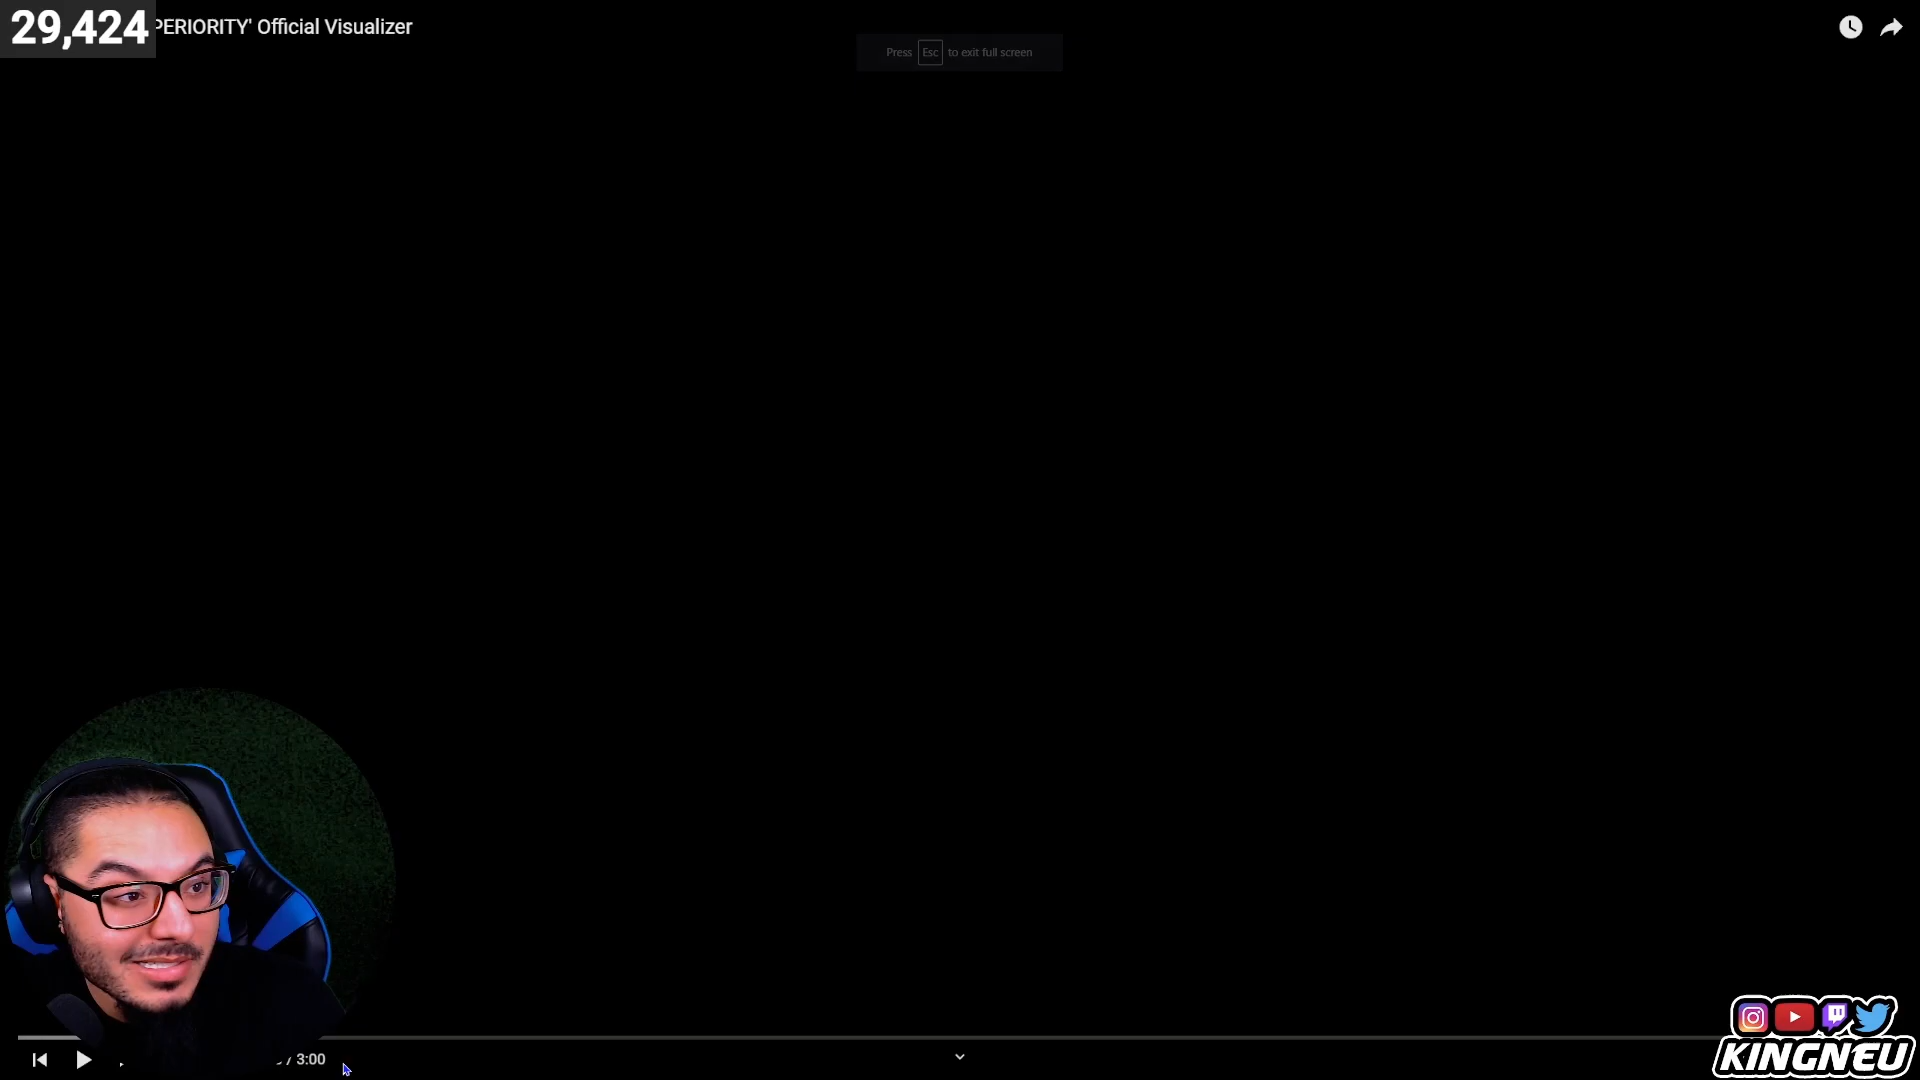 29,424
PERIORITY' Official Visualizer
Press Esc to exit full screen
/ 3:00
KINGNEU